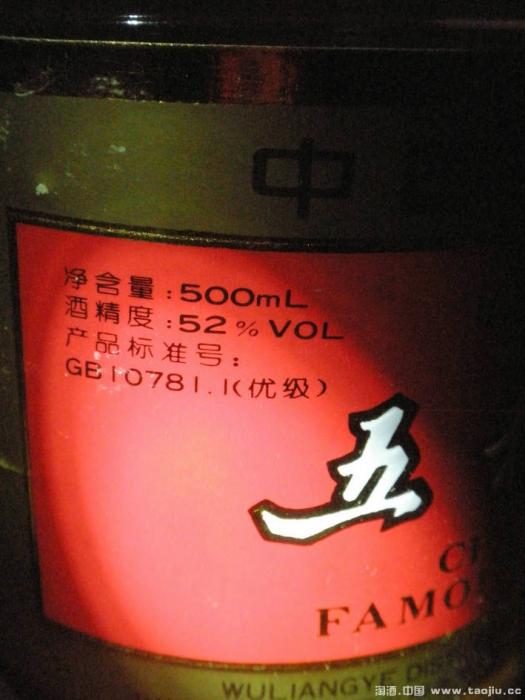 中
净含量:500mL
酒精度:52%VOL
产品标准号:
GB10781.1(优级)
五
FAMO
WULIANGYE
淘酒.中国 www.taojiu.cc